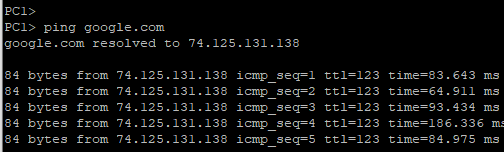 PC1>
PC1> ping google.com
google.com resolved to 74.125.131.138
84 bytes from 74.125.131.138 icmp_seq=1 ttl=123 time=83.643 ms
84 bytes from 74.125.131.138 icmp_seq=2 ttl=123 time=64.911 ms
84 bytes from 74.125.131.138 icmp_seq=3 ttl=123 time=93.434 ms
84 bytes from 74.125.131.138 icmp_seq=4 ttl=123 time=186.336 ms
84 bytes from 74.125.131.138 icmp_seq=5 ttl=123 time=84.975 ms